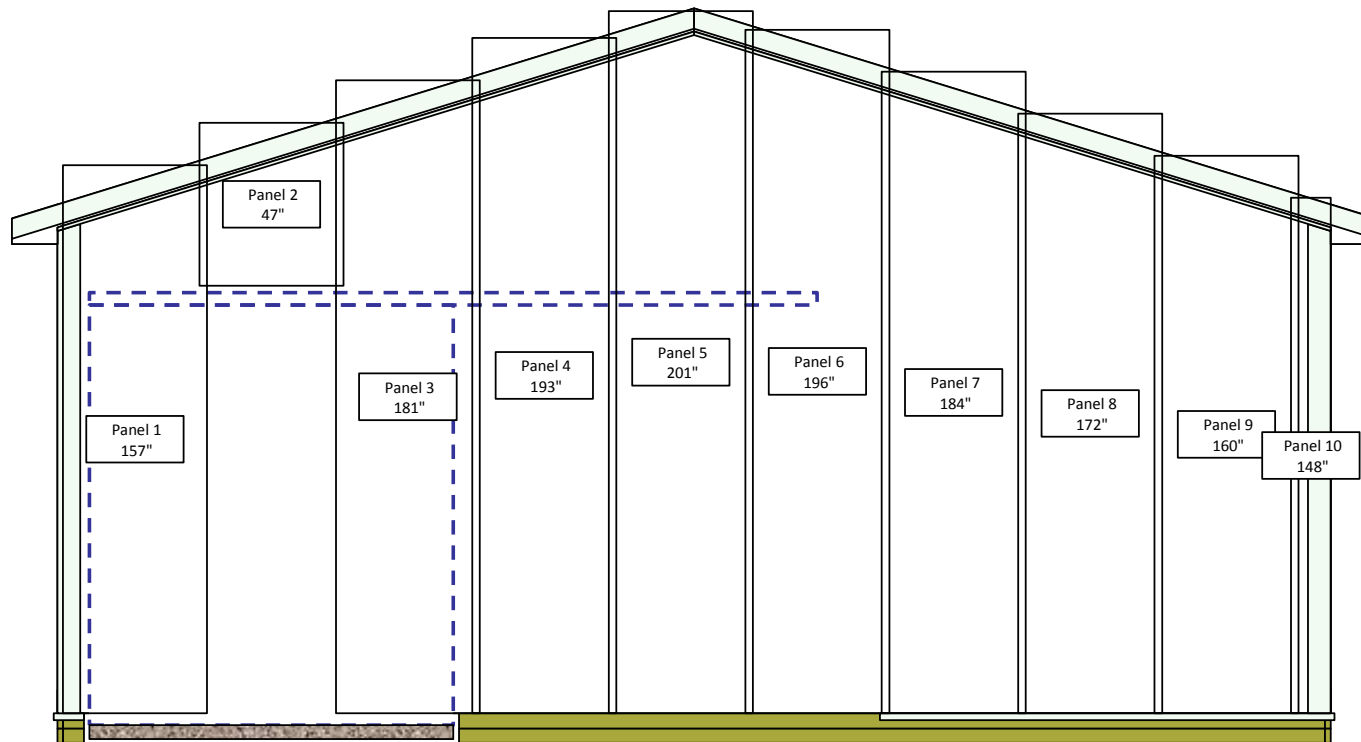 Panel 1
157"
Panel 2
47"
Panel 3
181"
Panel 4
193"
Panel 5
201"
Panel 6
196"
Panel 7
184"
Panel 8
172"
Panel 9
160"
Panel 10
148"